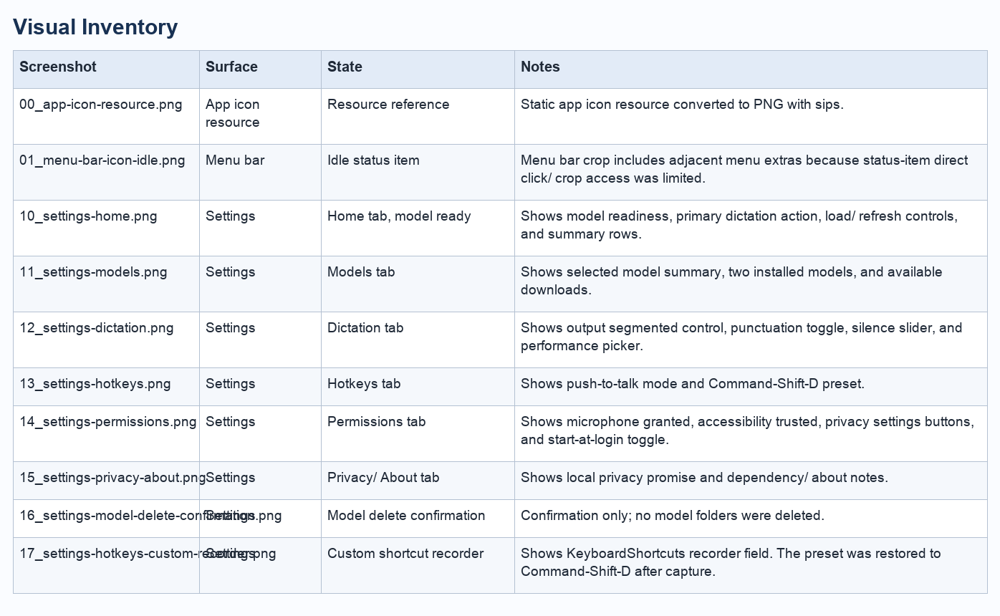 Visual Inventory
Screenshot Surface State Notes
00_app-icon-resource.png App icon Resource reference Static app icon resource converted to PNG with sips.
resource
01_menu-bar-icon-idle.png Menu bar Idle status item Menu bar crop includes adjacent menu extras because status-item direct
click/ crop access was limited.
10_settings-home.png Settings Home tab, model ready Shows model readiness, primary dictation action, load/ refresh controls,
and summary rows.
11_settings-models.png Settings Models tab Shows selected model summary, two installed models, and available
downloads.
12_settings-dictation.png Settings Dictation tab Shows output segmented control, punctuation toggle, silence slider, and
performance picker.
13_settings-hotkeys.png Settings Hotkeys tab Shows push-to-talk mode and Command-Shift-D preset.
14_settings-permissions.png Settings Permissions tab Shows microphone granted, accessibility trusted, privacy settings buttons,
and start-at-login toggle.
15_settings-privacy-about.png Settings Privacy/ About tab Shows local privacy promise and dependency/ about notes.
16_settings-model-delete-confirmation.png Settings Model delete confirmation Confirmation only; no model folders were deleted.
17_settings-hotkeys-custom-recorder.png Settings Custom shortcut recorder Shows KeyboardShortcuts recorder field. The preset was restored to
Command-Shift-D after capture.